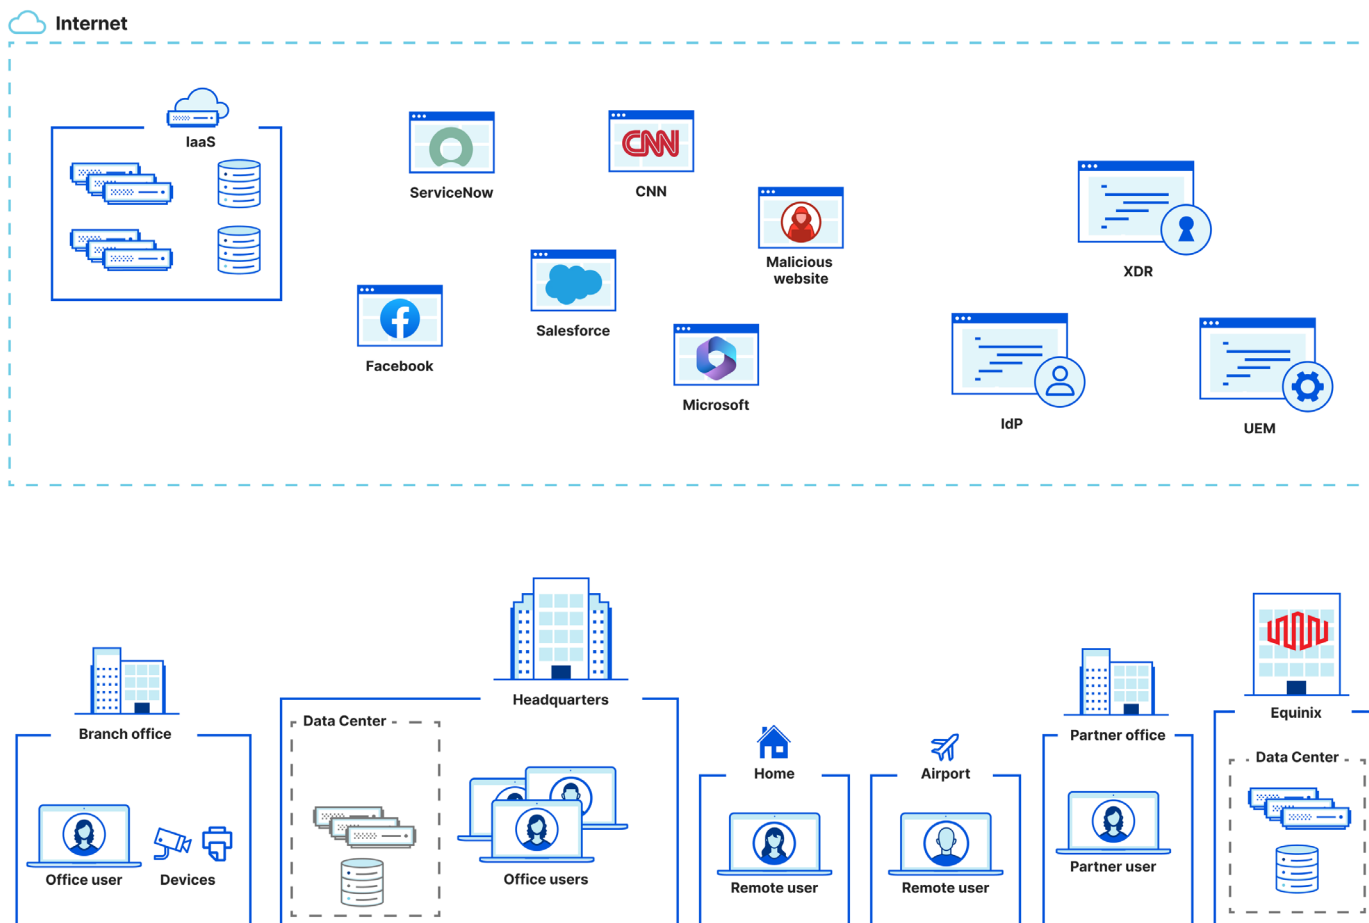 Internet
IaaS
ServiceNow
CNN
CNN
Malicious
website
XDR
Salesforce
Facebook
Microsoft
IdP
UEM
Headquarters
Branch office
Data Center
Home
Airport
Partner office
Equinix
Data Center
Office user
Devices
Office users
Remote user
Remote user
Partner user